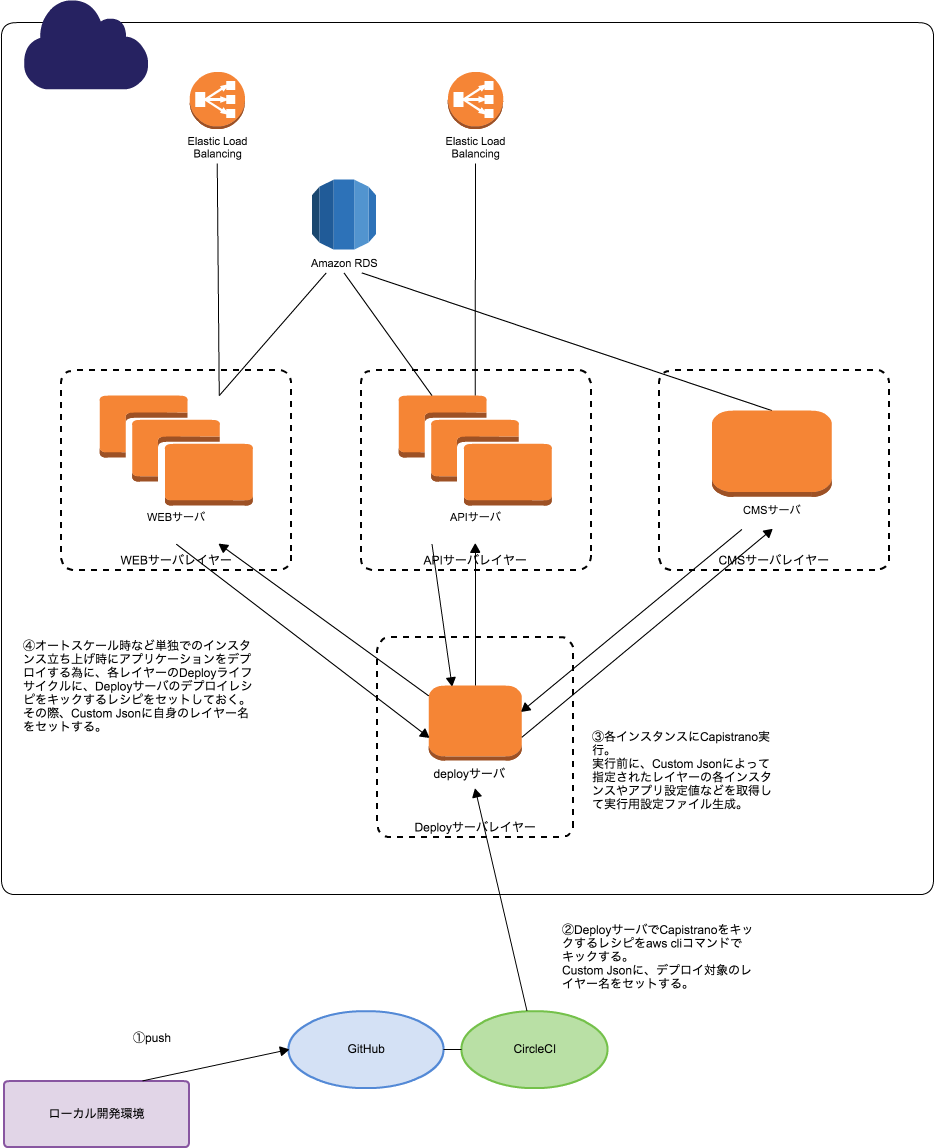 Elastic Load
Balancing
Elastic Load
Balancing
Amazon RDS
WEBサーバ
WEBサーバレイヤー
APIサーバ
APIサーバレイヤー
CMSサーバ
CMSサーバレイヤー
④オートスケール時など単独でのインスタ
ンス立ち上げ時にアプリケーションをデプ
ロイする為に、各レイヤーのDeployライフ
サイクルに、Deployサーバのデプロイレシ
ピをキックするレシピをセットしておく。
その際、Custom Jsonに自身のレイヤー名
をセットする。
deployサーバ
Deployサーバレイヤー
③各インスタンスにCapistrano実
行。
実行前に、Custom Jsonによって
指定されたレイヤーの各インスタ
ンスやアプリ設定値などを取得し
て実行用設定ファイル生成。
②DeployサーバでCapistranoをキッ
クするレシピをaws cliコマンドで
キックする。
Custom Jsonに、デプロイ対象のレ
イヤー名をセットする。
①push
GitHub
CircleCI
ローカル開発環境